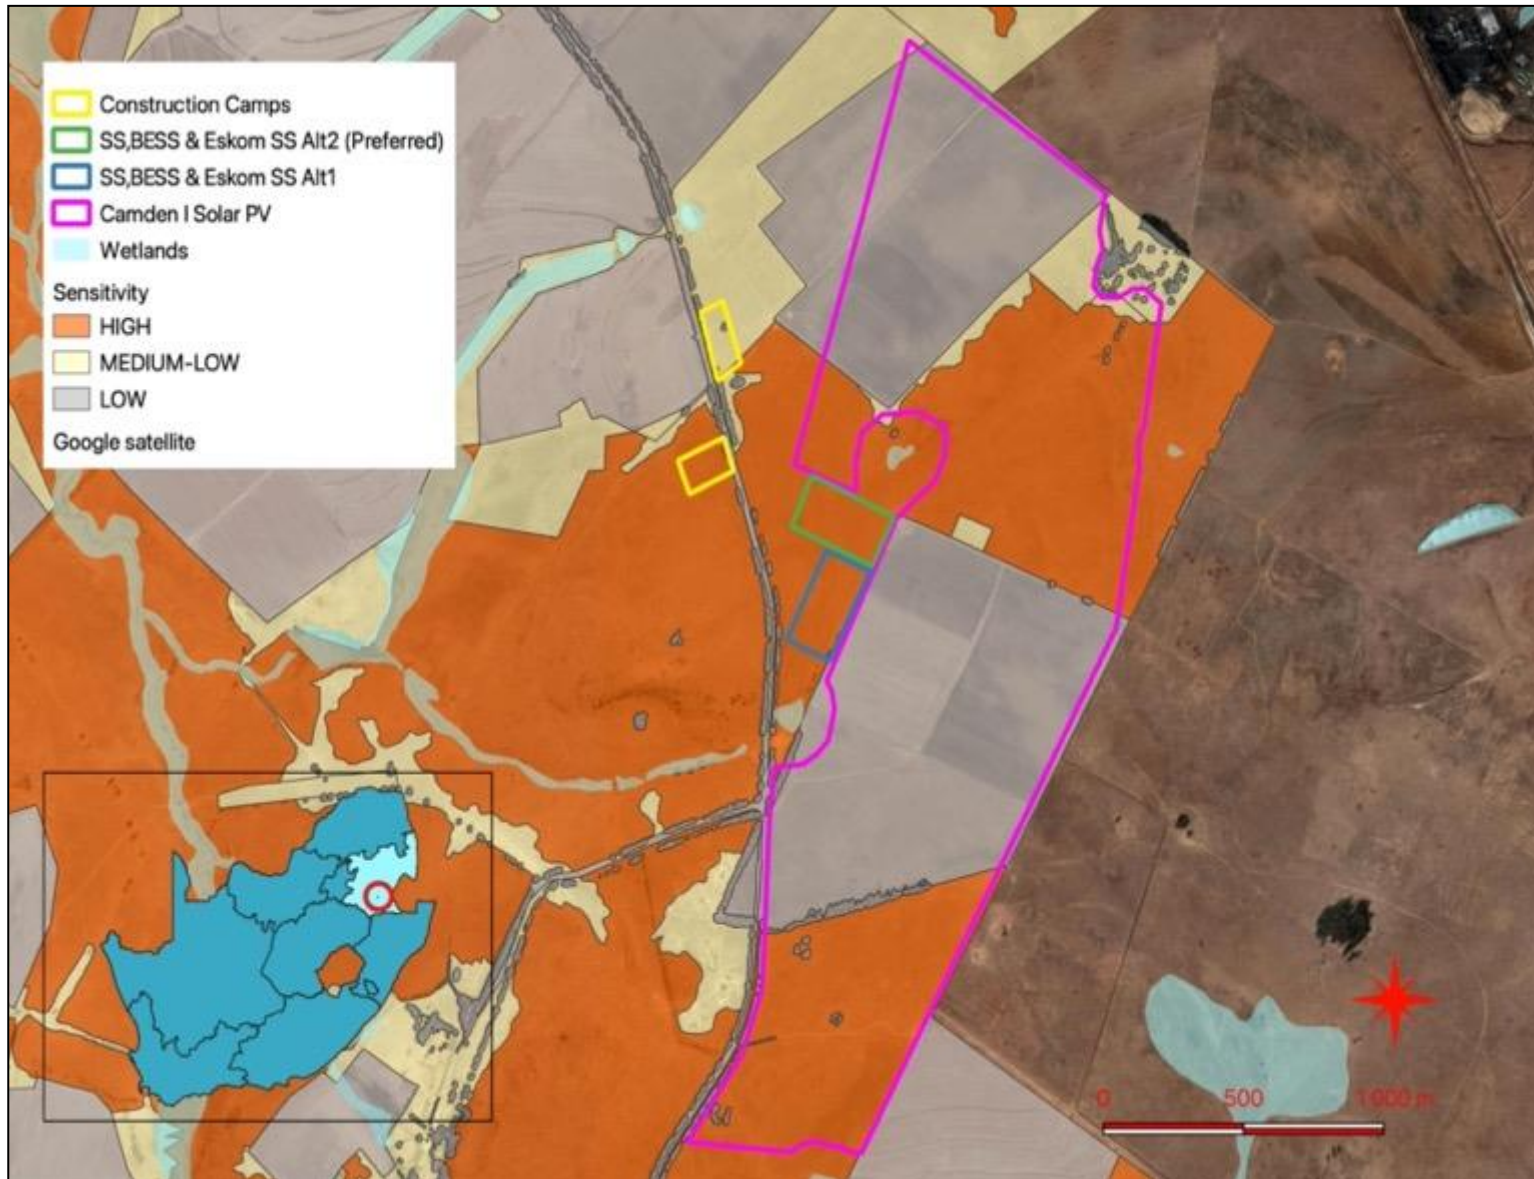 Construction Camps
SS,BESS & Eskom SS Alt2 (Preferred)
SS,BESS & Eskom SS Alt1
Camden I Solar PV
Wetlands
Sensitivity
HIGH
MEDIUM-LOW
LOW
Google satellite
0 500 1000 m